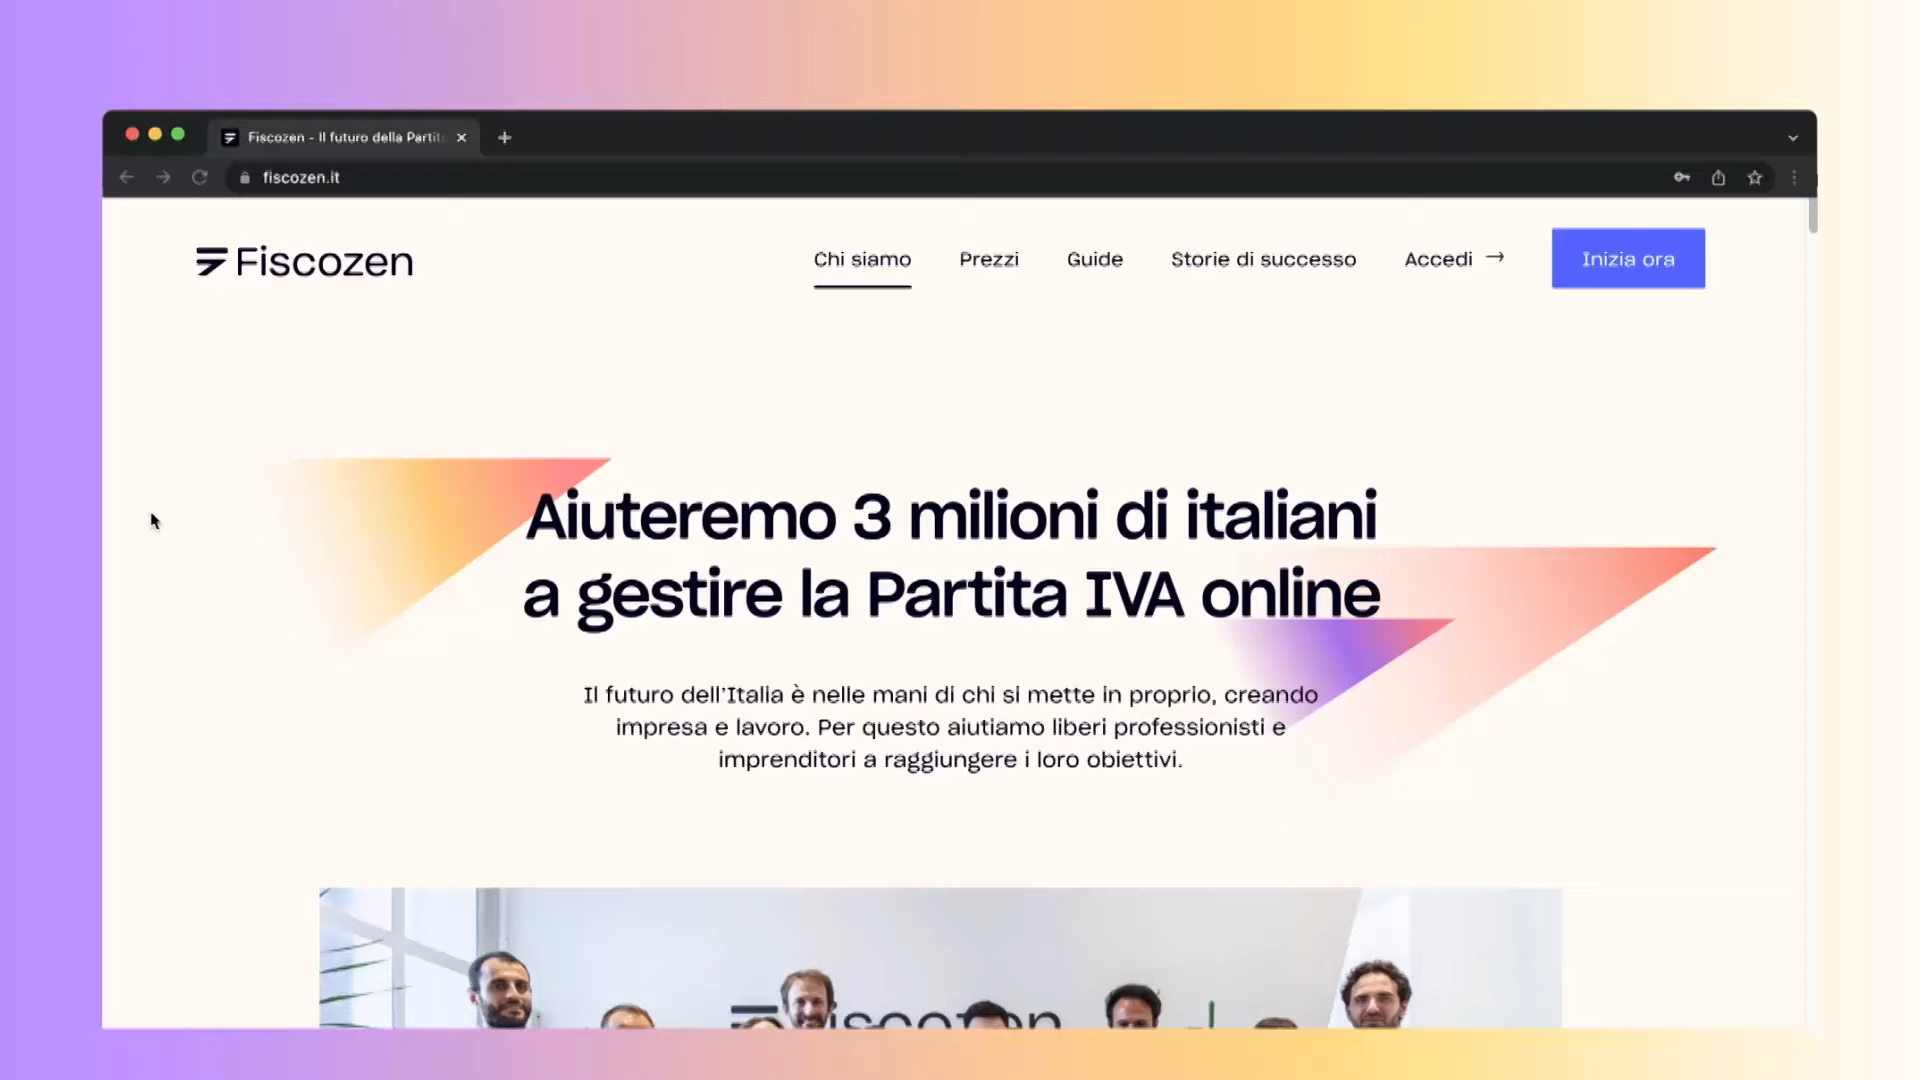 Fiscozen - Il futuro della Partit
fiscozen.it
Fiscozen
Chi siamo
Prezzi
Guide
Storie di successo
Accedi →
Inizia ora
Aiuteremo 3 milioni di italiani
a gestire la Partita IVA online
Il futuro dell'Italia è nelle mani di chi si mette in proprio, creando
impresa e lavoro. Per questo aiutiamo liberi professionisti e
imprenditori a raggiungere i loro obiettivi.
Fiscozen